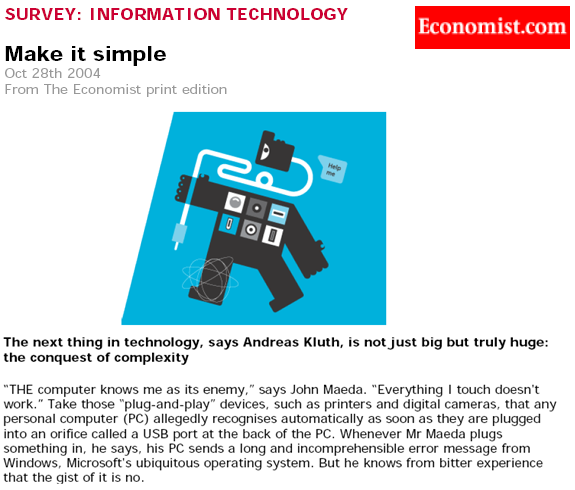 SURVEY: INFORMATION TECHNOLOGY
Economist.com
Make it simple
Oct 28th 2004
From The Economist print edition
Help
me
The next thing in technology, says Andreas Kluth, is not just big but truly huge:
the conquest of complexity
“THE computer knows me as its enemy,” says John Maeda. “Everything I touch doesn’t
work.” Take those “plug-and-play” devices, such as printers and digital cameras, that any
personal computer (PC) allegedly recognises automatically as soon as they are plugged
into an orifice called a USB port at the back of the PC. Whenever Mr Maeda plugs
something in, he says, his PC sends a long and incomprehensible error message from
Windows, Microsoft’s ubiquitous operating system. But he knows from bitter experience
that the gist of it is no.